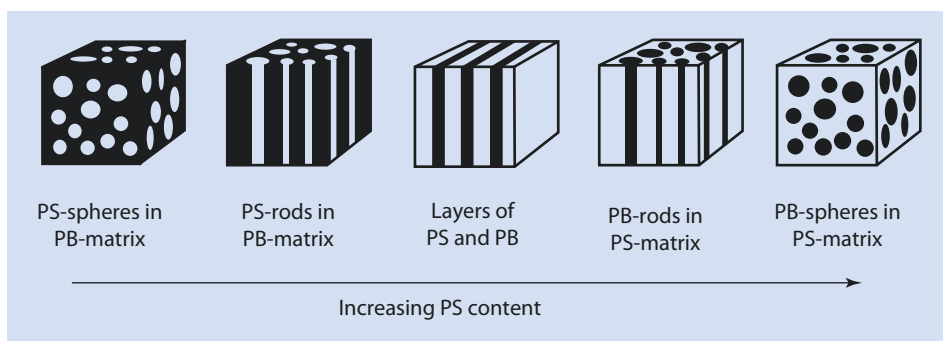 PS-spheres in
PB-matrix
PS-rods in
PB-matrix
Layers of
PS and PB
PB-rods in
PS-matrix
PB-spheres in
PS-matrix
Increasing PS content